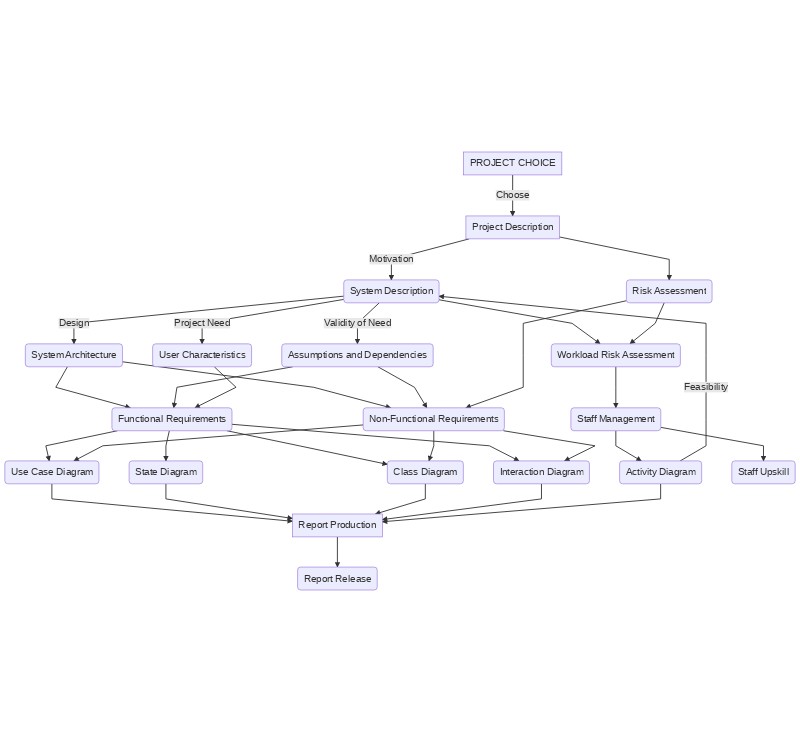 PROJECT CHOICE
Choose
Project Description
Motivation
System Description
Risk Assessment
Design
Project Need
Validity of Need
System Architecture
User Characteristics
Assumptions and Dependencies
Workload Risk Assessment
Feasibility
Functional Requirements
Non-Functional Requirements
Staff Management
Use Case Diagram
State Diagram
Class Diagram
Interaction Diagram
Activity Diagram
Staff Upskill
Report Production
Report Release